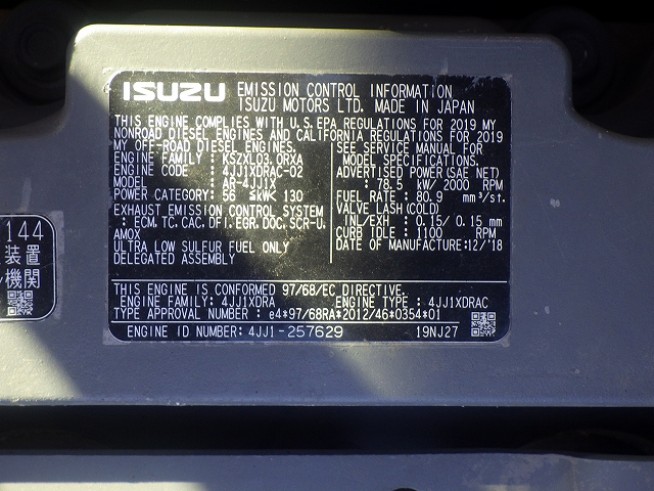 ISUZU EMISSION CONTROL INFORMATION
ISUZU MOTORS LTD. MADE IN JAPAN
THIS ENGINE COMPLIES WITH U.S.EPA REGULATIONS FOR 2019 MY
NONROAD DIESEL ENGINES AND CALIFORNIA REGULATIONS FOR 2019
MY OFF-ROAD DIESEL ENGINES.
ENGINE FAMILY : KSZXL03.0RXA
ENGINE CODE : 4JJ1XDRAC-02
MODEL : AR-4JJ1X
POWER CATEGORY: 56 ≦kW< 130
EXHAUST EMISSION CONTROL SYSTEM
: ECM, TC, CAC, DFI, EGR, DOC, SCR-U,
AMOX
ULTRA LOW SULFUR FUEL ONLY
DELEGATED ASSEMBLY
SEE SERVICE MANUAL FOR
MODEL SPECIFICATIONS.
ADVERTISED POWER(SAE NET)
: 78.5 kW/ 2000 RPM
FUEL RATE : 80.9 mm³/st.
VALVE LASH(COLD)
INL/EXH : 0.15/ 0.15 mm
CURB IDLE : 1100 RPM
DATE OF MANUFACTURE:12/'18
THIS ENGINE IS CONFORMED 97/68/EC DIRECTIVE.
ENGINE FAMILY: 4JJ1XDRA ENGINE TYPE : 4JJ1XDRAC
TYPE APPROVAL NUMBER : e4*97/68RA*2012/46*0354*01
ENGINE ID NUMBER: 4JJ1-257629 19NJ27
144
装置
機関